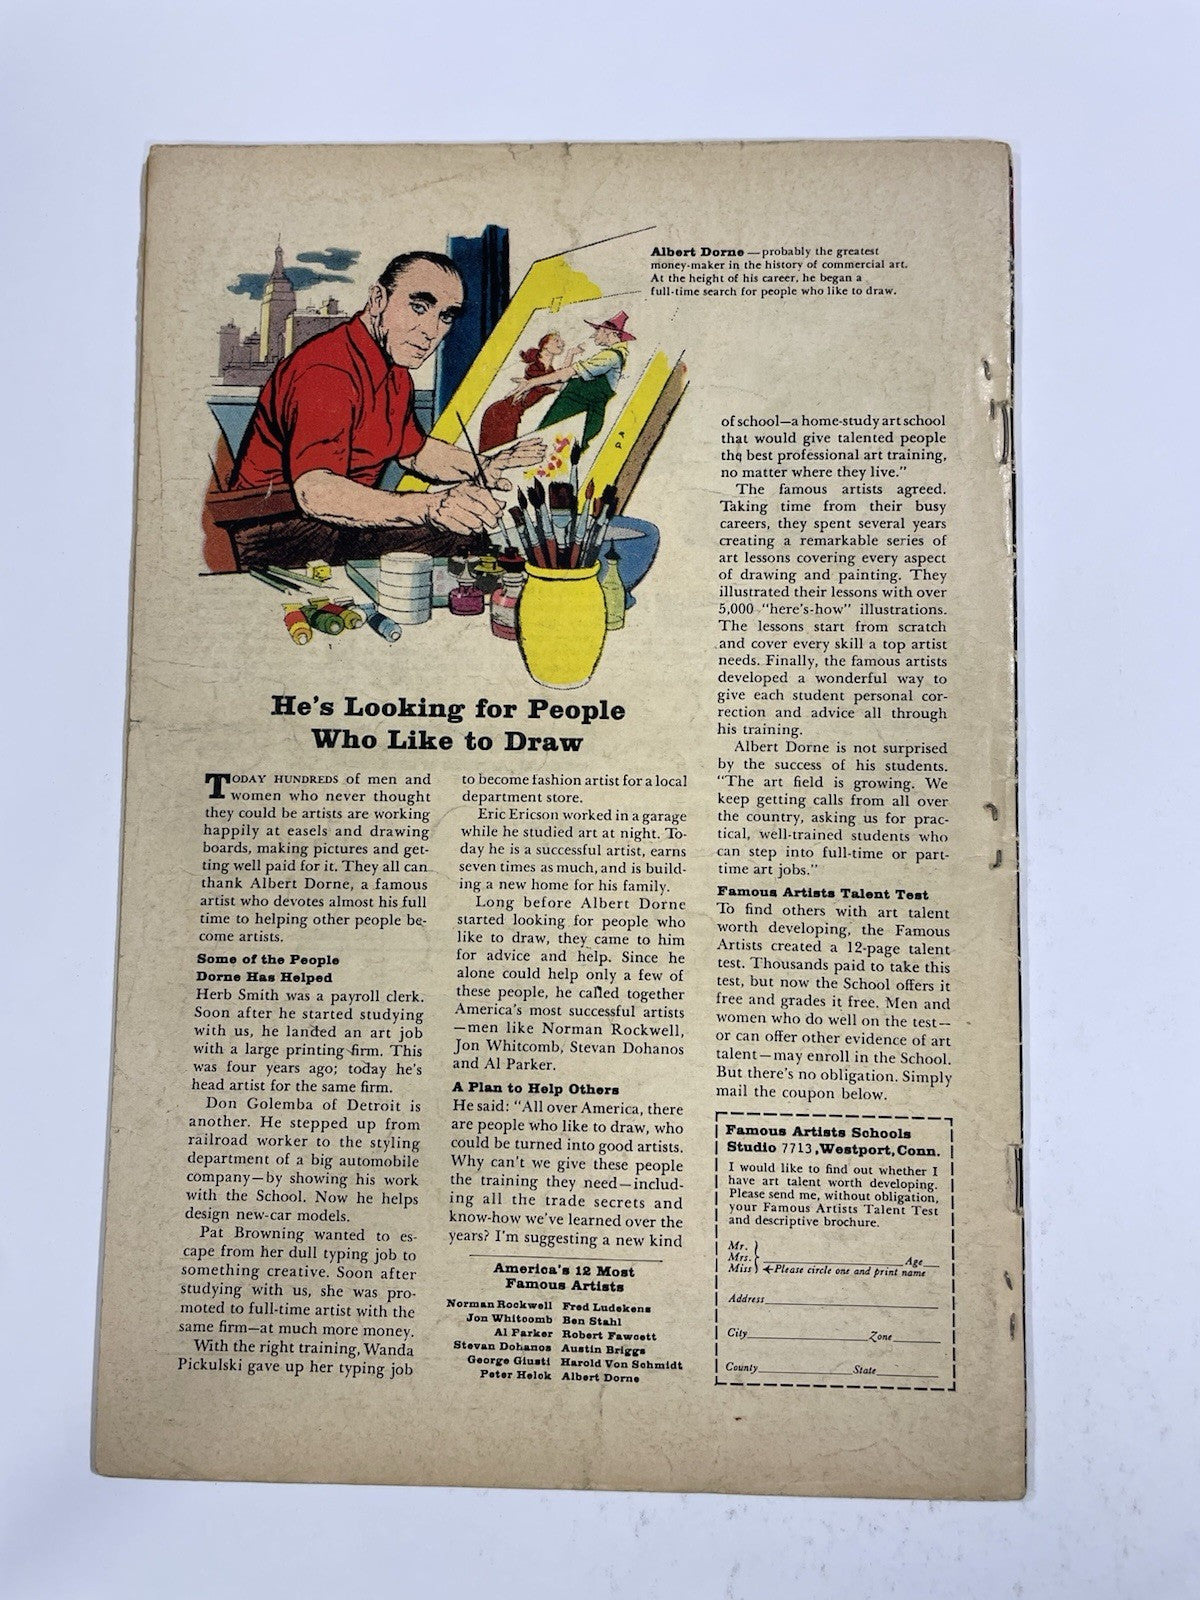 Albert Dorne — probably the greatest
money-maker in the history of commercial art.
At the height of his career, he began a
full-time search for people who like to draw.
He's Looking for People
Who Like to Draw
TODAY HUNDREDS of men and
women who never thought
they could be artists are working
happily at easels and drawing
boards, making pictures and get-
ting well paid for it. They all can
thank Albert Dorne, a famous
artist who devotes almost his full
time to helping other people be-
come artists.
Some of the People
Dorne Has Helped
Herb Smith was a payroll clerk.
Soon after he started studying
with us, he landed an art job
with a large printing firm. This
was four years ago; today he's
head artist for the same firm.
Don Golemba of Detroit is
another. He stepped up from
railroad worker to the styling
department of a big automobile
company—by showing his work
with the School. Now he helps
design new-car models.
Pat Browning wanted to es-
cape from her dull typing job to
something creative. Soon after
studying with us, she was pro-
moted to full-time artist with the
same firm—at much more money.
With the right training, Wanda
Pickulski gave up her typing job
to become fashion artist for a local
department store.
Eric Ericson worked in a garage
while he studied art at night. To-
day he is a successful artist, earns
seven times as much, and is build-
ing a new home for his family.
Long before Albert Dorne
started looking for people who
like to draw, they came to him
for advice and help. Since he
alone could help only a few of
these people, he called together
America's most successful artists
—men like Norman Rockwell,
Jon Whitcomb, Stevan Dohanos
and Al Parker.
A Plan to Help Others
He said: "All over America, there
are people who like to draw, who
could be turned into good artists.
Why can't we give these people
the training they need—includ-
ing all the trade secrets and
know-how we've learned over the
years? I'm suggesting a new kind
America's 12 Most
Famous Artists
Norman Rockwell Fred Ludekens
Jon Whitcomb Ben Stahl
Al Parker Robert Fawcett
Stevan Dohanos Austin Briggs
George Giusti Harold Von Schmidt
Peter Helck Albert Dorne
of school—a home-study art school
that would give talented people
the best professional art training,
no matter where they live."
The famous artists agreed.
Taking time from their busy
careers, they spent several years
creating a remarkable series of
art lessons covering every aspect
of drawing and painting. They
illustrated their lessons with over
5,000 "here's-how" illustrations.
The lessons start from scratch
and cover every skill a top artist
needs. Finally, the famous artists
developed a wonderful way to
give each student personal cor-
rection and advice all through
his training.
Albert Dorne is not surprised
by the success of his students.
"The art field is growing. We
keep getting calls from all over
the country, asking us for prac-
tical, well-trained students who
can step into full-time or part-
time art jobs."
Famous Artists Talent Test
To find others with art talent
worth developing, the Famous
Artists created a 12-page talent
test. Thousands paid to take this
test, but now the School offers it
free and grades it free. Men and
women who do well on the test—
or can offer other evidence of art
talent—may enroll in the School.
But there's no obligation. Simply
mail the coupon below.
Famous Artists Schools
Studio 7713, Westport, Conn.
I would like to find out whether I
have art talent worth developing.
Please send me, without obligation,
your Famous Artists Talent Test
and descriptive brochure.
Mr.
Mrs. Age
Miss Please circle one and print name
Address
City Zone
County State